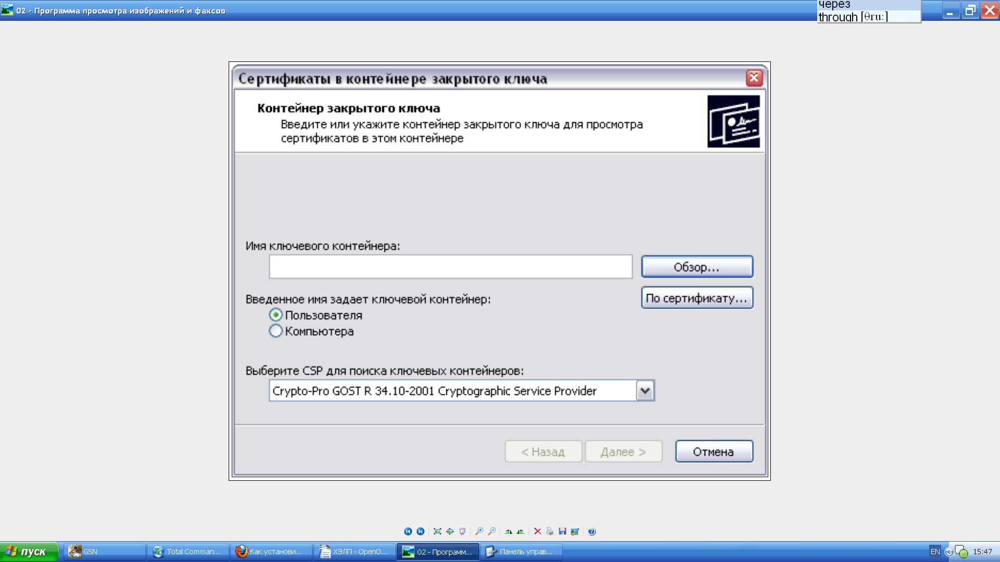 02 - Программа просмотра изображений и факсов
через
through [θru:]
Сертификаты в контейнере закрытого ключа
Контейнер закрытого ключа
Введите или укажите контейнер закрытого ключа для просмотра
сертификатов в этом контейнере
Имя ключевого контейнера:
Обзор...
Введенное имя задает ключевой контейнер:
По сертификату...
Пользователя
Компьютера
Выберите CSP для поиска ключевых контейнеров:
Crypto-Pro GOST R 34.10-2001 Cryptographic Service Provider
< Назад
Далее >
Отмена
пуск
GSN
Total Comman...
Как установи...
ХЭЛП - OpenO...
02 - Программ...
Панель управ...
EN
15:47